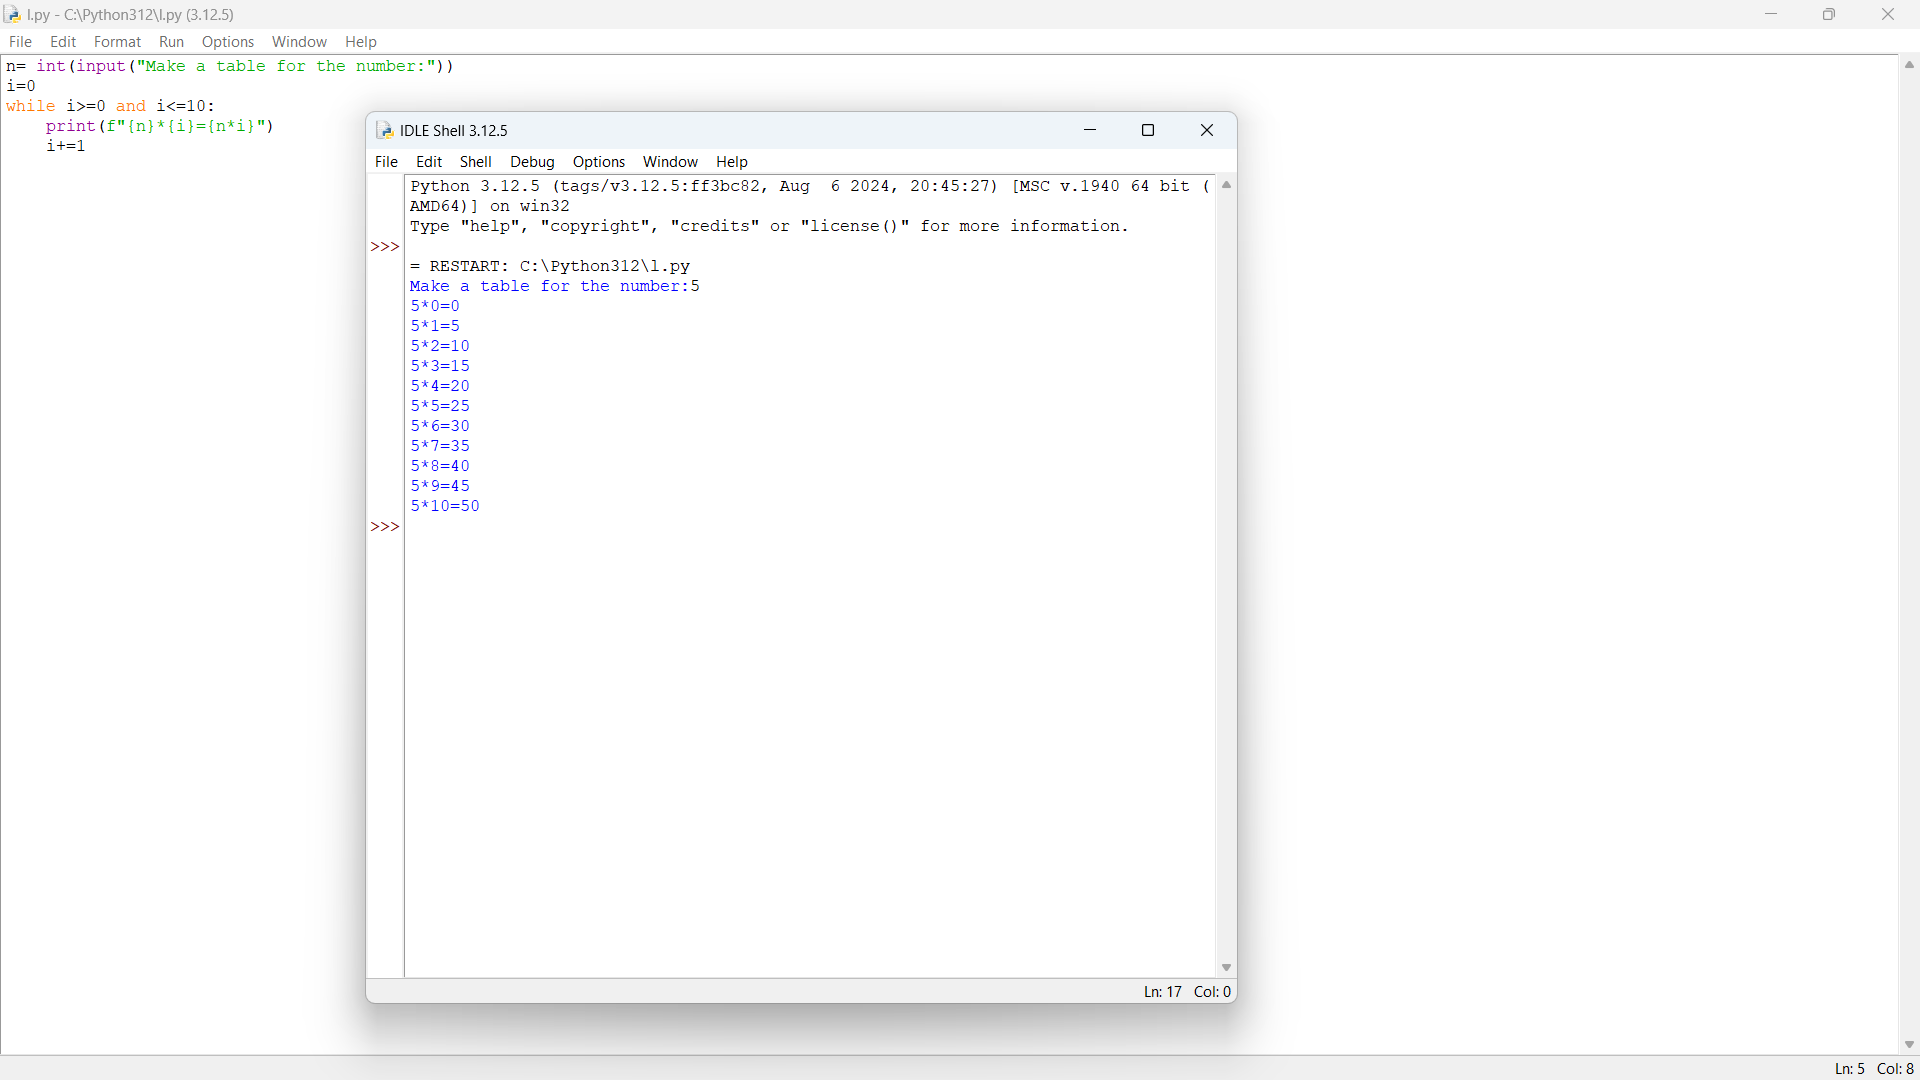 l.py - C:\Python312\l.py (3.12.5)
File Edit Format Run Options Window Help
n= int(input("Make a table for the number:"))
i=0
while i>=0 and i<=10:
    print(f"{n}*{i}={n*i}")
    i+=1
IDLE Shell 3.12.5
File Edit Shell Debug Options Window Help
Python 3.12.5 (tags/v3.12.5:ff3bc82, Aug  6 2024, 20:45:27) [MSC v.1940 64 bit (
AMD64)] on win32
Type "help", "copyright", "credits" or "license()" for more information.
>>>
= RESTART: C:\Python312\l.py
Make a table for the number:5
5*0=0
5*1=5
5*2=10
5*3=15
5*4=20
5*5=25
5*6=30
5*7=35
5*8=40
5*9=45
5*10=50
>>>
Ln: 17 Col: 0
Ln: 5 Col: 8